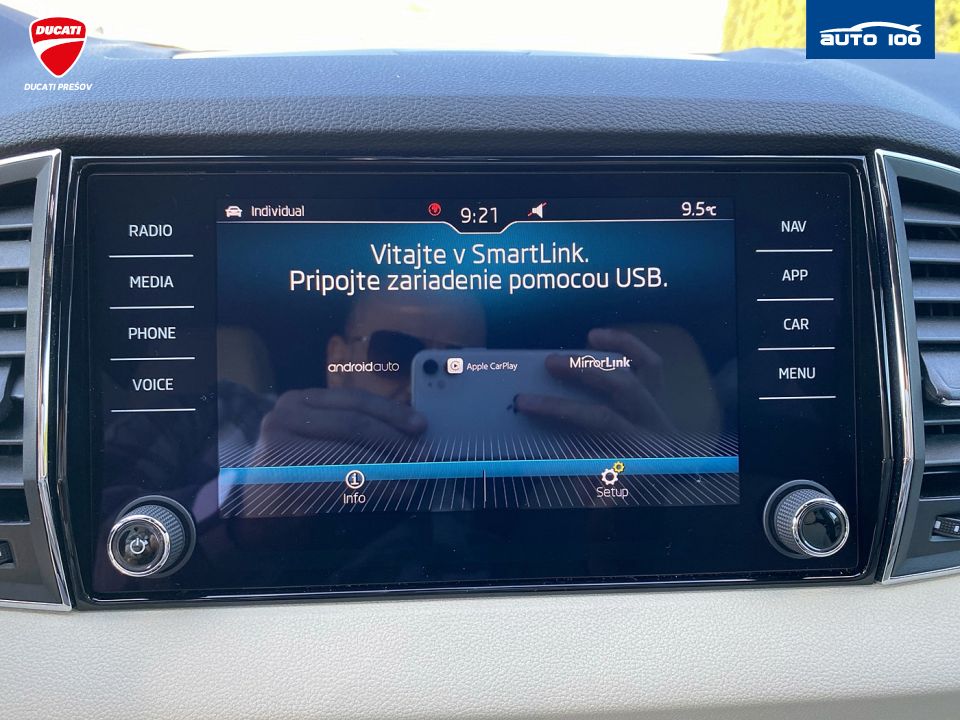 DUCATI
DUCATI PREŠOV
AUTO 100
RADIO
MEDIA
PHONE
VOICE
Individual
9:21
9.5°C
Vitajte v SmartLink.
Pripojte zariadenie pomocou USB.
androidauto
Apple CarPlay
MirrorLink
Info
Setup
NAV
APP
CAR
MENU